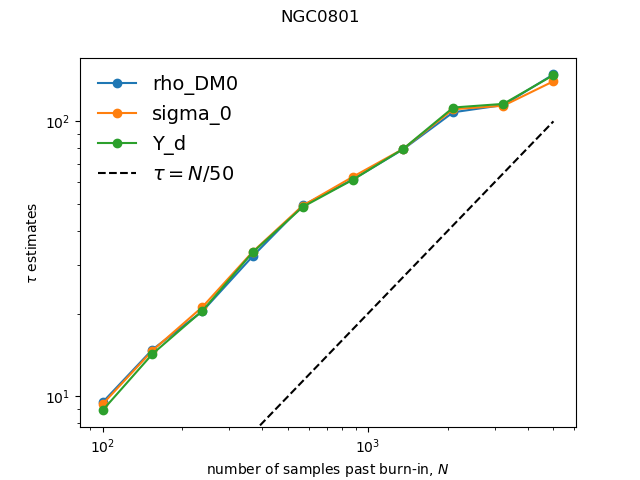 NGC0801
rho_DM0
sigma_0
Y_d
τ = N/50
10²
10¹
τ estimates
10²
10³
number of samples past burn-in, N